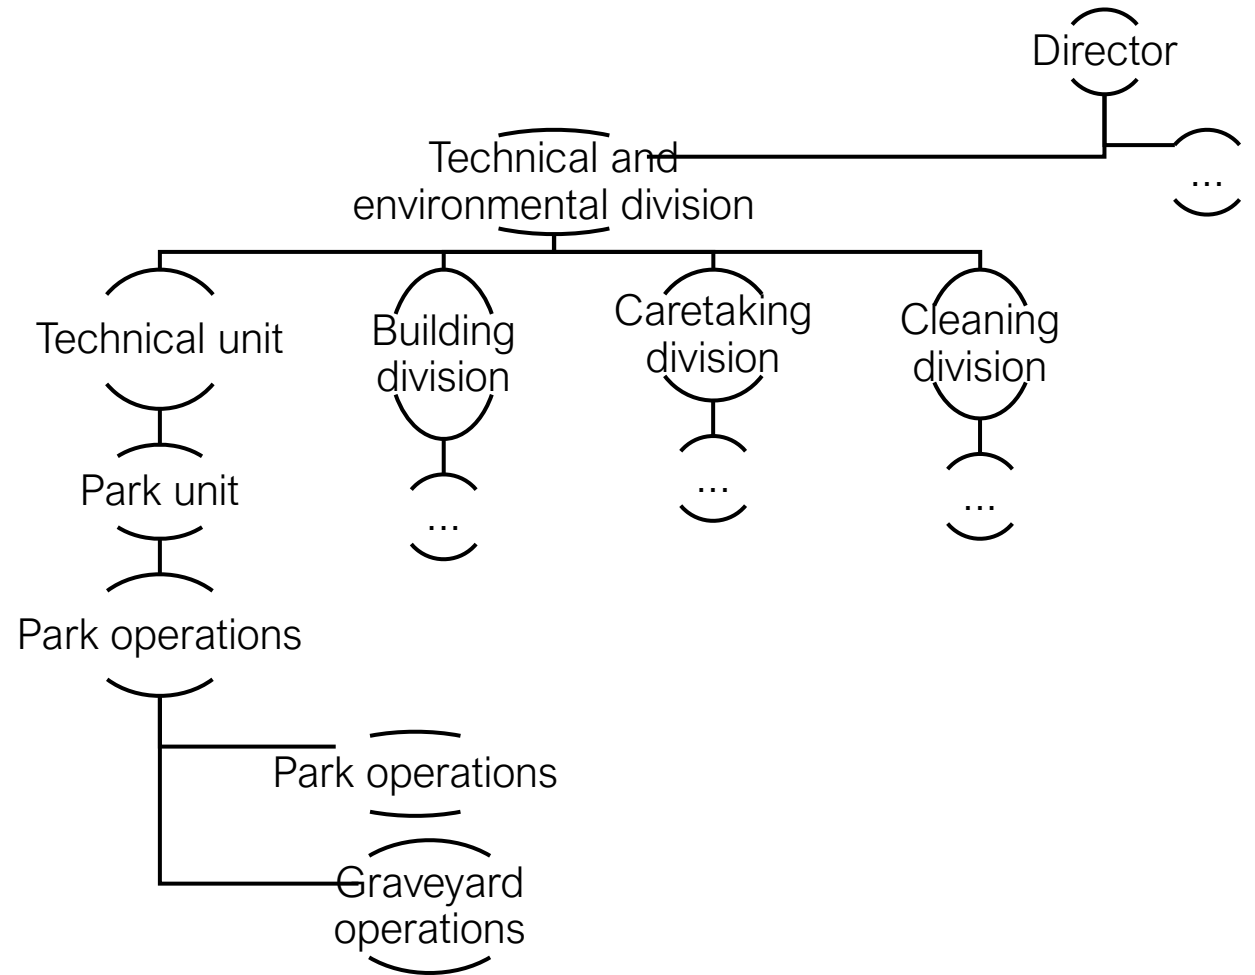 Director
Technical and
environmental division
...
Technical unit
Building
division
Caretaking
division
Cleaning
division
Park unit
...
...
...
Park operations
Park operations
Graveyard
operations